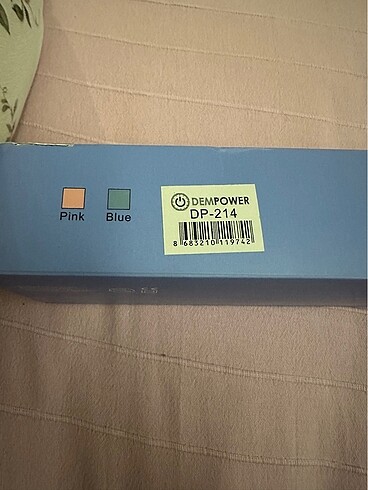 DEMPOWER
DP-214
Pink Blue
8 683210 119742